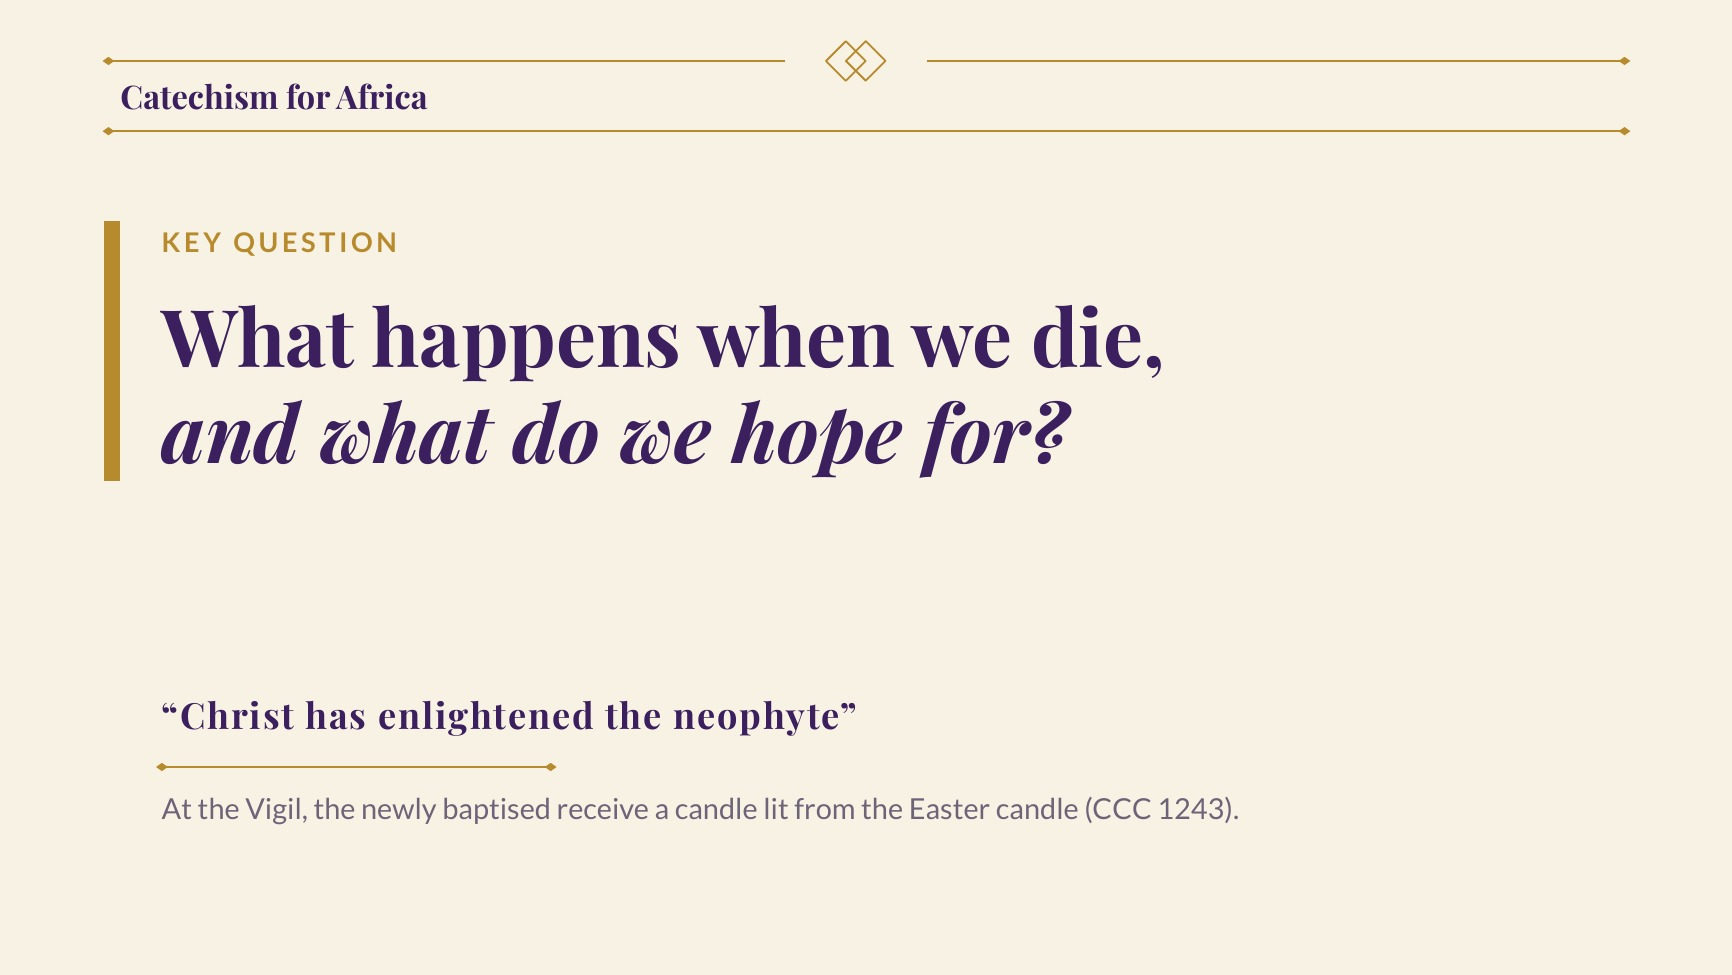 Catechism for Africa
KEY QUESTION
What happens when we die,
and what do we hope for?
“Christ has enlightened the neophyte”
At the Vigil, the newly baptised receive a candle lit from the Easter candle (CCC 1243).